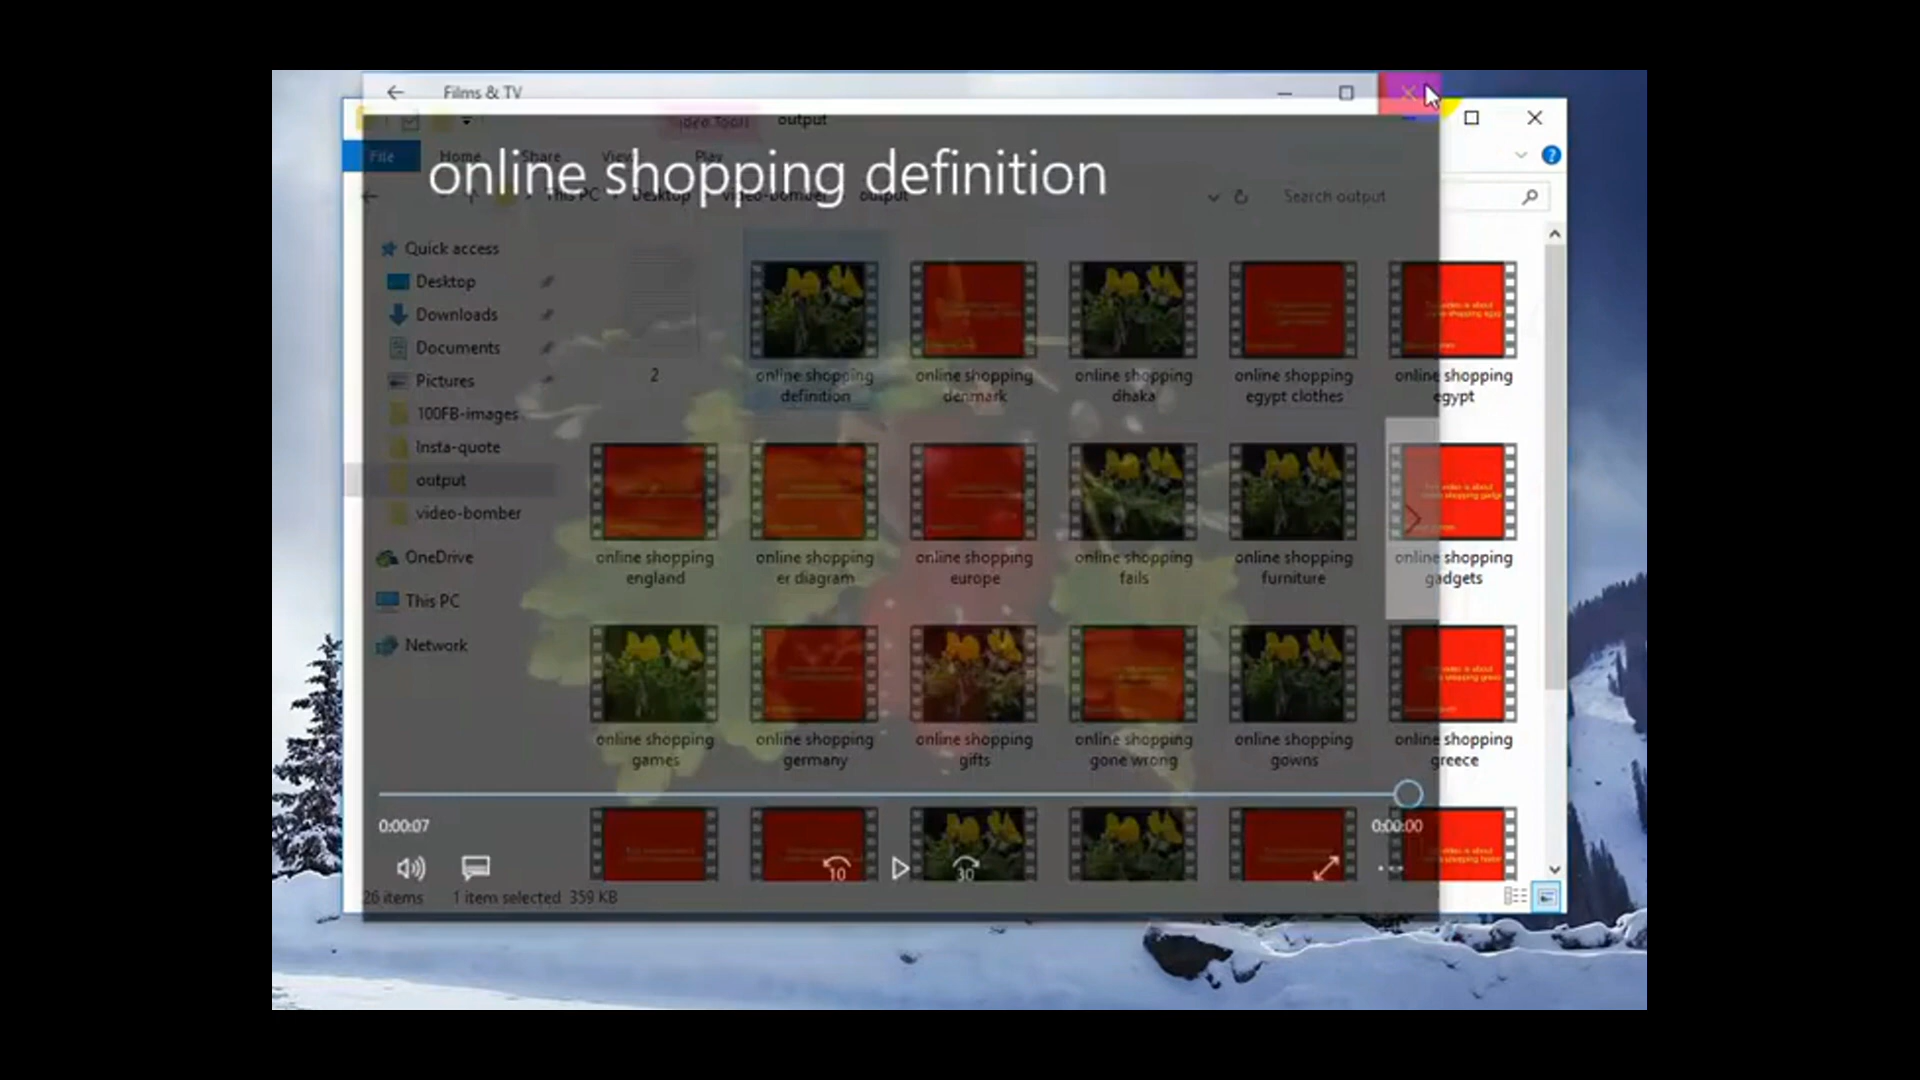 Films & TV
output
File
Home
Share
View
Play
online shopping definition
This PC
Desktop
video-bomber
output
Search output
Quick access
Desktop
Downloads
Documents
Pictures
100FB-images
Insta-quote
output
video-bomber
OneDrive
This PC
Network
2
online shopping
definition
online shopping
denmark
online shopping
dhaka
online shopping
egypt clothes
online shopping
egypt
online shopping
england
online shopping
er diagram
online shopping
europe
online shopping
fails
online shopping
furniture
online shopping
gadgets
online shopping
games
online shopping
germany
online shopping
gifts
online shopping
gone wrong
online shopping
gowns
online shopping
greece
0:00:07
0:00:00
10
30
26 items
1 item selected 359 KB